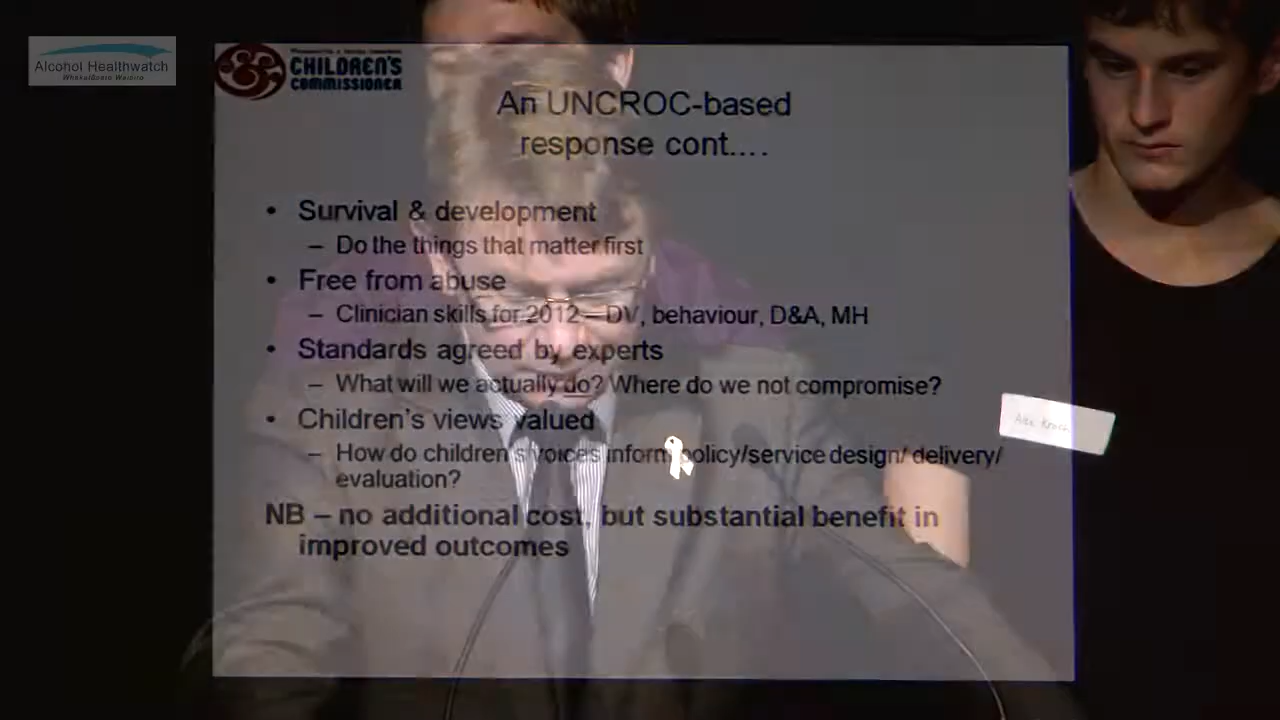 Alcohol Healthwatch
Whakatūpato Waipiro
CHILDREN'S
COMMISSIONER
An UNCROC-based
response cont....
• Survival & development
– Do the things that matter first
• Free from abuse
– Clinician skills for 2012 – DV, behaviour, D&A, MH
• Standards agreed by experts
– What will we actually do? Where do we not compromise?
• Children's views valued
– How do children's voices inform policy/service design/ delivery/
evaluation?
NB – no additional cost, but substantial benefit in
improved outcomes